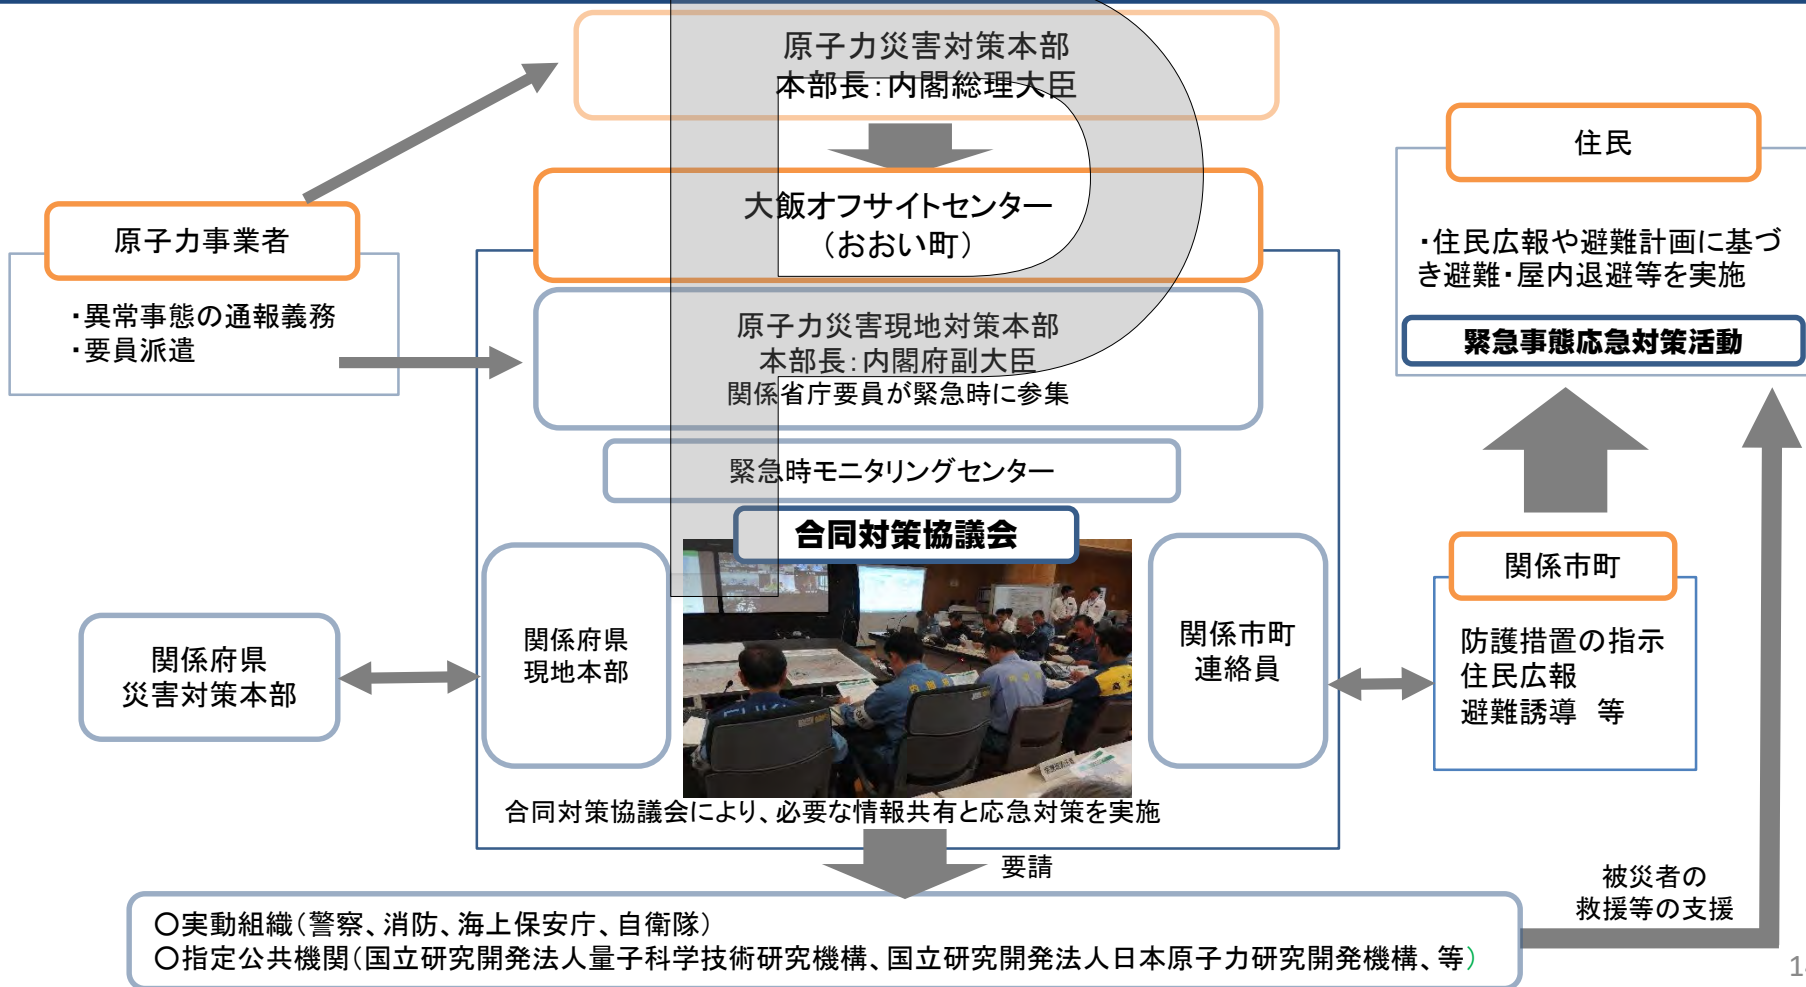 原子力災害対策本部
本部長：内閣総理大臣
大飯オフサイトセンター
（おおい町）
原子力事業者
・異常事態の通報義務
・要員派遣
原子力災害現地対策本部
本部長：内閣府副大臣
関係省庁要員が緊急時に参集
緊急時モニタリングセンター
合同対策協議会
関係府県
災害対策本部
関係府県
現地本部
関係市町
連絡員
合同対策協議会により、必要な情報共有と応急対策を実施
要請
住民
・住民広報や避難計画に基づ
き避難・屋内退避等を実施
緊急事態応急対策活動
関係市町
防護措置の指示
住民広報
避難誘導　等
被災者の
救援等の支援
〇実動組織（警察、消防、海上保安庁、自衛隊）
〇指定公共機関（国立研究開発法人量子科学技術研究機構、国立研究開発法人日本原子力研究開発機構、等）